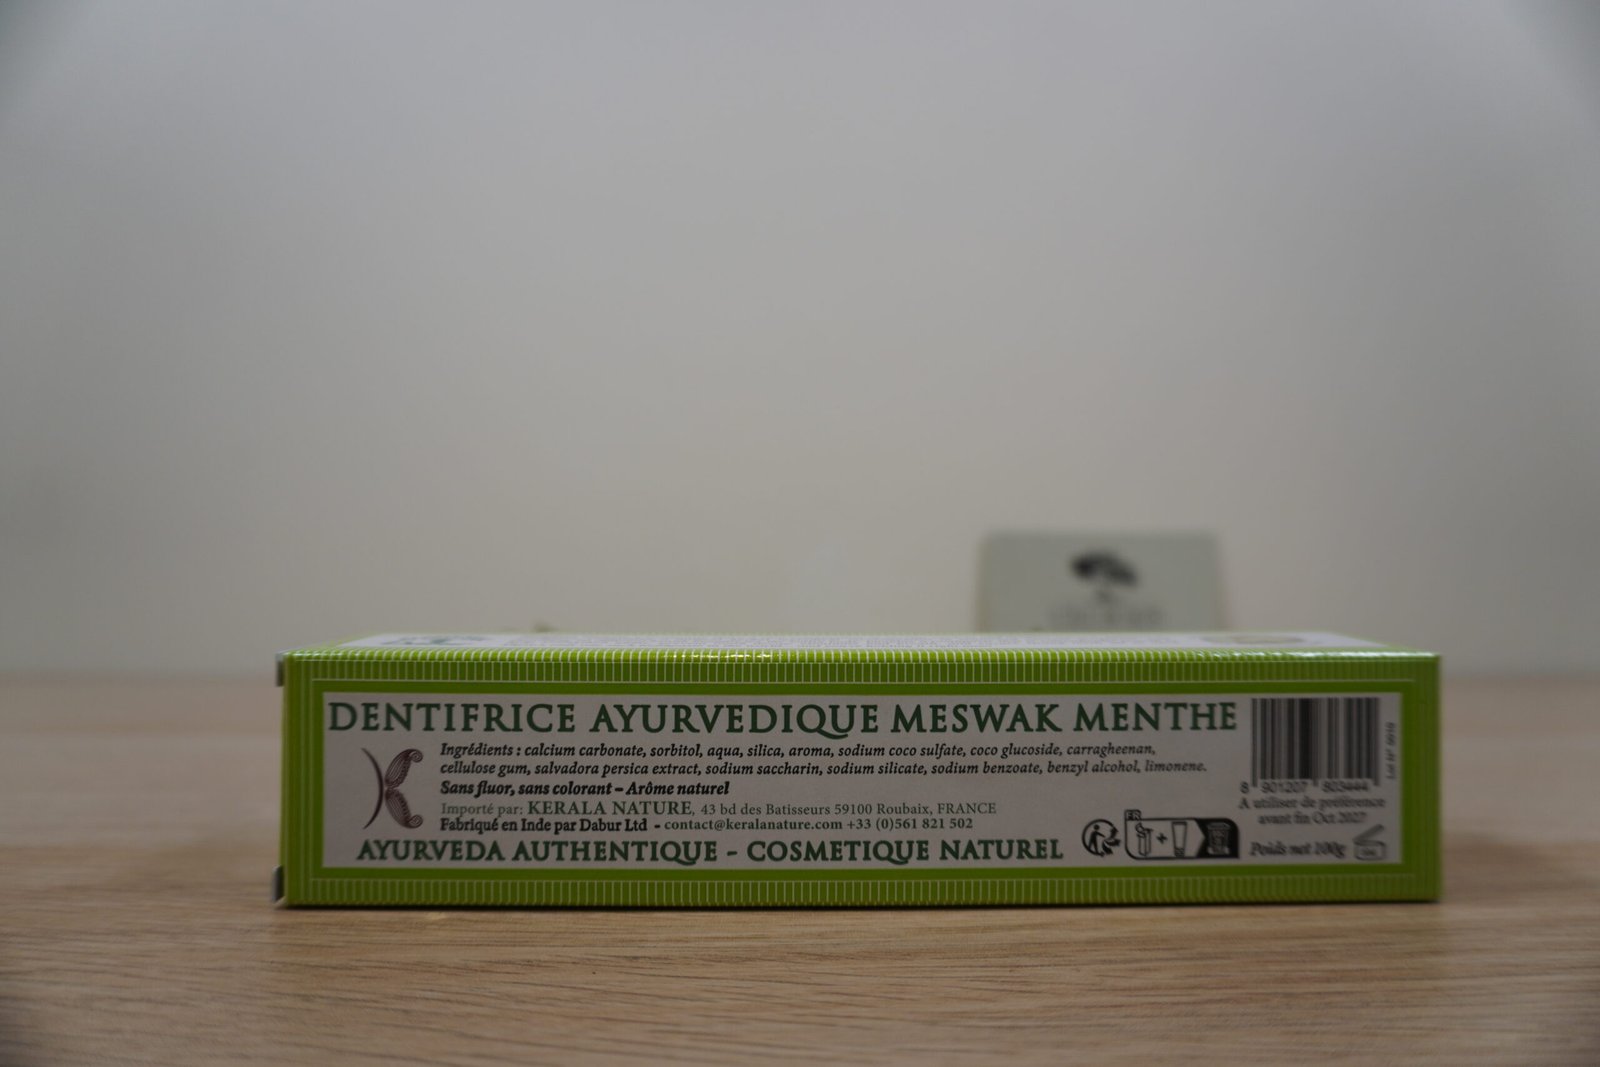 DENTIFRICE AYURVEDIQUE MESWAK MENTHE
Ingrédients : calcium carbonate, sorbitol, aqua, silica, aroma, sodium coco sulfate, coco glucoside, carragheenan,
cellulose gum, salvadora persica extract, sodium saccharin, sodium silicate, sodium benzoate, benzyl alcohol, limonene.
Sans fluor, sans colorant – Arôme naturel
Importé par: KERALA NATURE, 43 bd des Batisseurs 59100 Roubaix, FRANCE
Fabriqué en Inde par Dabur Ltd - contact@keralanature.com +33 (0)561 821 502
AYURVEDA AUTHENTIQUE - COSMETIQUE NATUREL
FR
8 901207 803444
A utiliser de préférence
avant fin Oct 2027
Poids net 100g
Lot N°